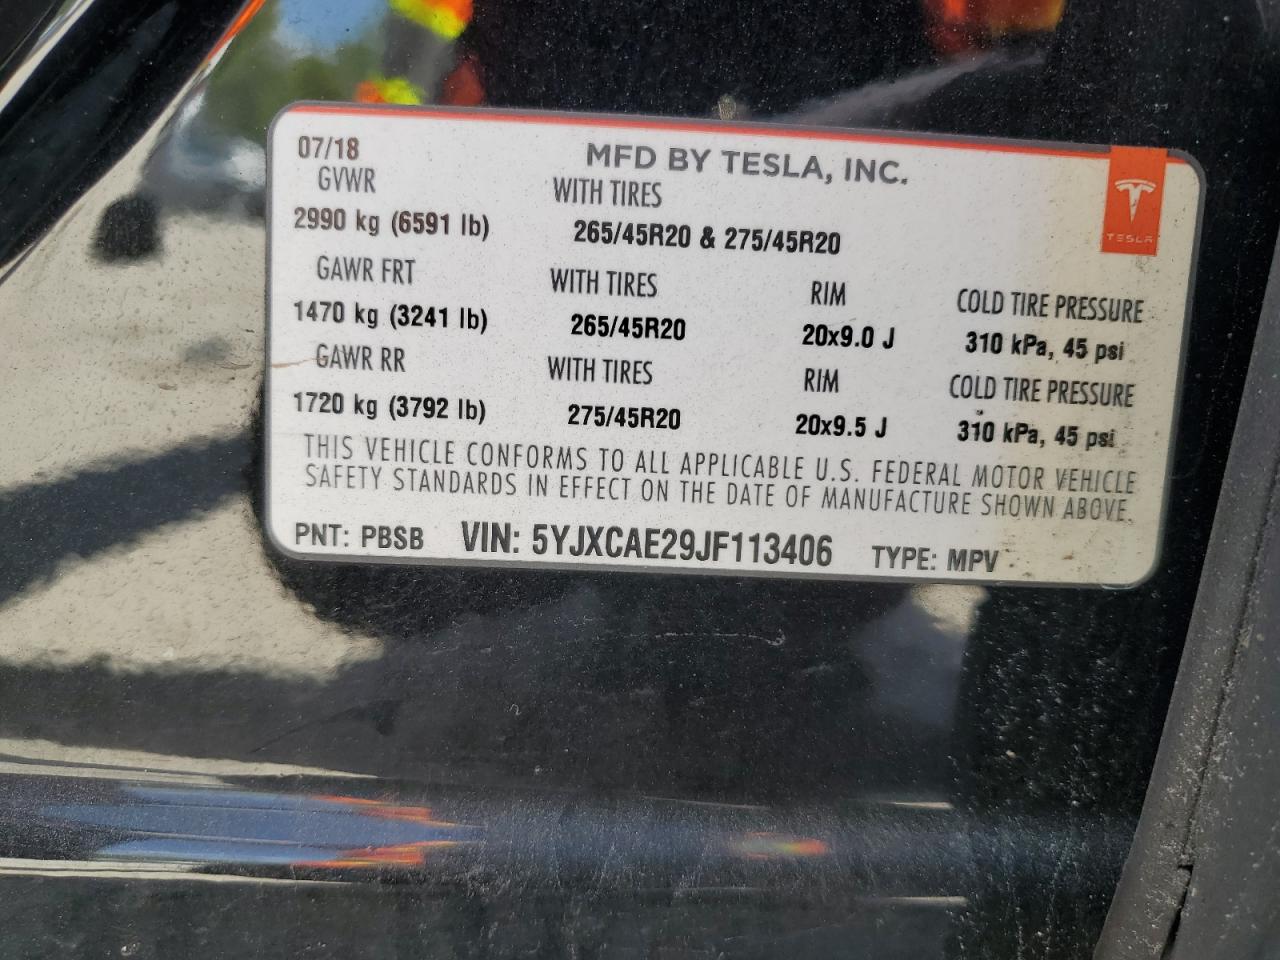 07/18 MFD BY TESLA, INC.
GVWR WITH TIRES
2990 kg (6591 lb) 265/45R20 & 275/45R20
TESLA
GAWR FRT WITH TIRES RIM COLD TIRE PRESSURE
1470 kg (3241 lb) 265/45R20 20x9.0 J 310 kPa, 45 psi
GAWR RR WITH TIRES RIM COLD TIRE PRESSURE
1720 kg (3792 lb) 275/45R20 20x9.5 J 310 kPa, 45 psi
THIS VEHICLE CONFORMS TO ALL APPLICABLE U.S. FEDERAL MOTOR VEHICLE
SAFETY STANDARDS IN EFFECT ON THE DATE OF MANUFACTURE SHOWN ABOVE.
PNT: PBSB VIN: 5YJXCAE29JF113406 TYPE: MPV